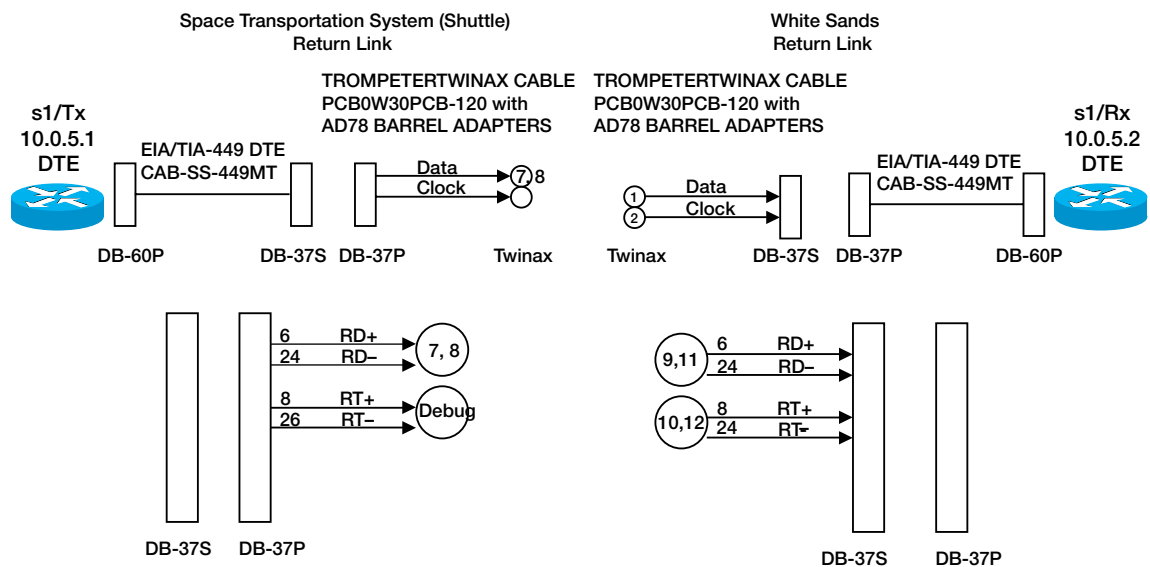 Space Transportation System (Shuttle)
Return Link
White Sands
Return Link
TROMPETERTWINAX CABLE
PCB0W30PCB-120 with
AD78 BARREL ADAPTERS
TROMPETERTWINAX CABLE
PCB0W30PCB-120 with
AD78 BARREL ADAPTERS
s1/Tx
10.0.5.1
DTE
EIA/TIA-449 DTE
CAB-SS-449MT
Data
Clock
7, 8
1
2
Data
Clock
EIA/TIA-449 DTE
CAB-SS-449MT
s1/Rx
10.0.5.2
DTE
DB-60P
DB-37S
DB-37P
Twinax
Twinax
DB-37S
DB-37P
DB-60P
6 RD+
24 RD–
7, 8
8 RT+
26 RT–
Debug
DB-37S
DB-37P
9,11
6 RD+
24 RD–
10,12
8 RT+
24 RT-
DB-37S
DB-37P